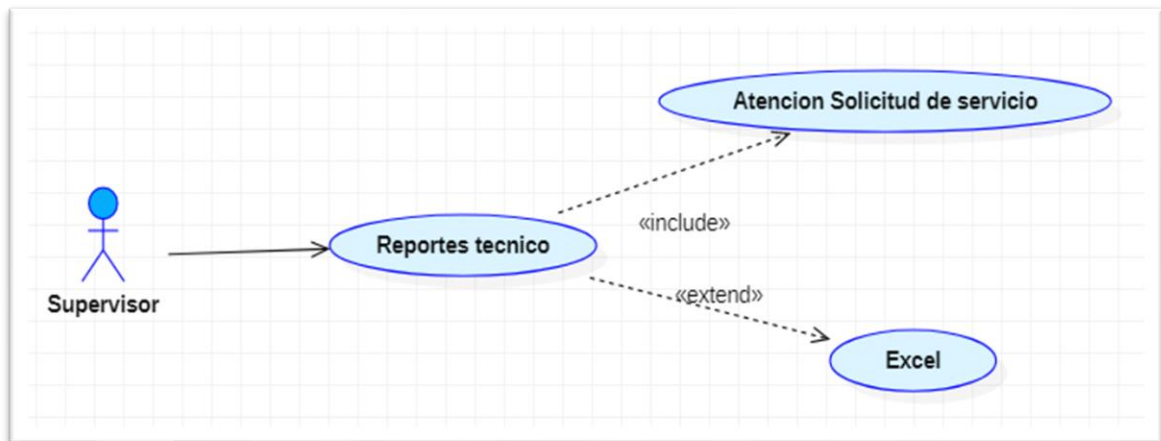 Atencion Solicitud de servicio
«include»
Reportes tecnico
«extend»
Supervisor
Excel